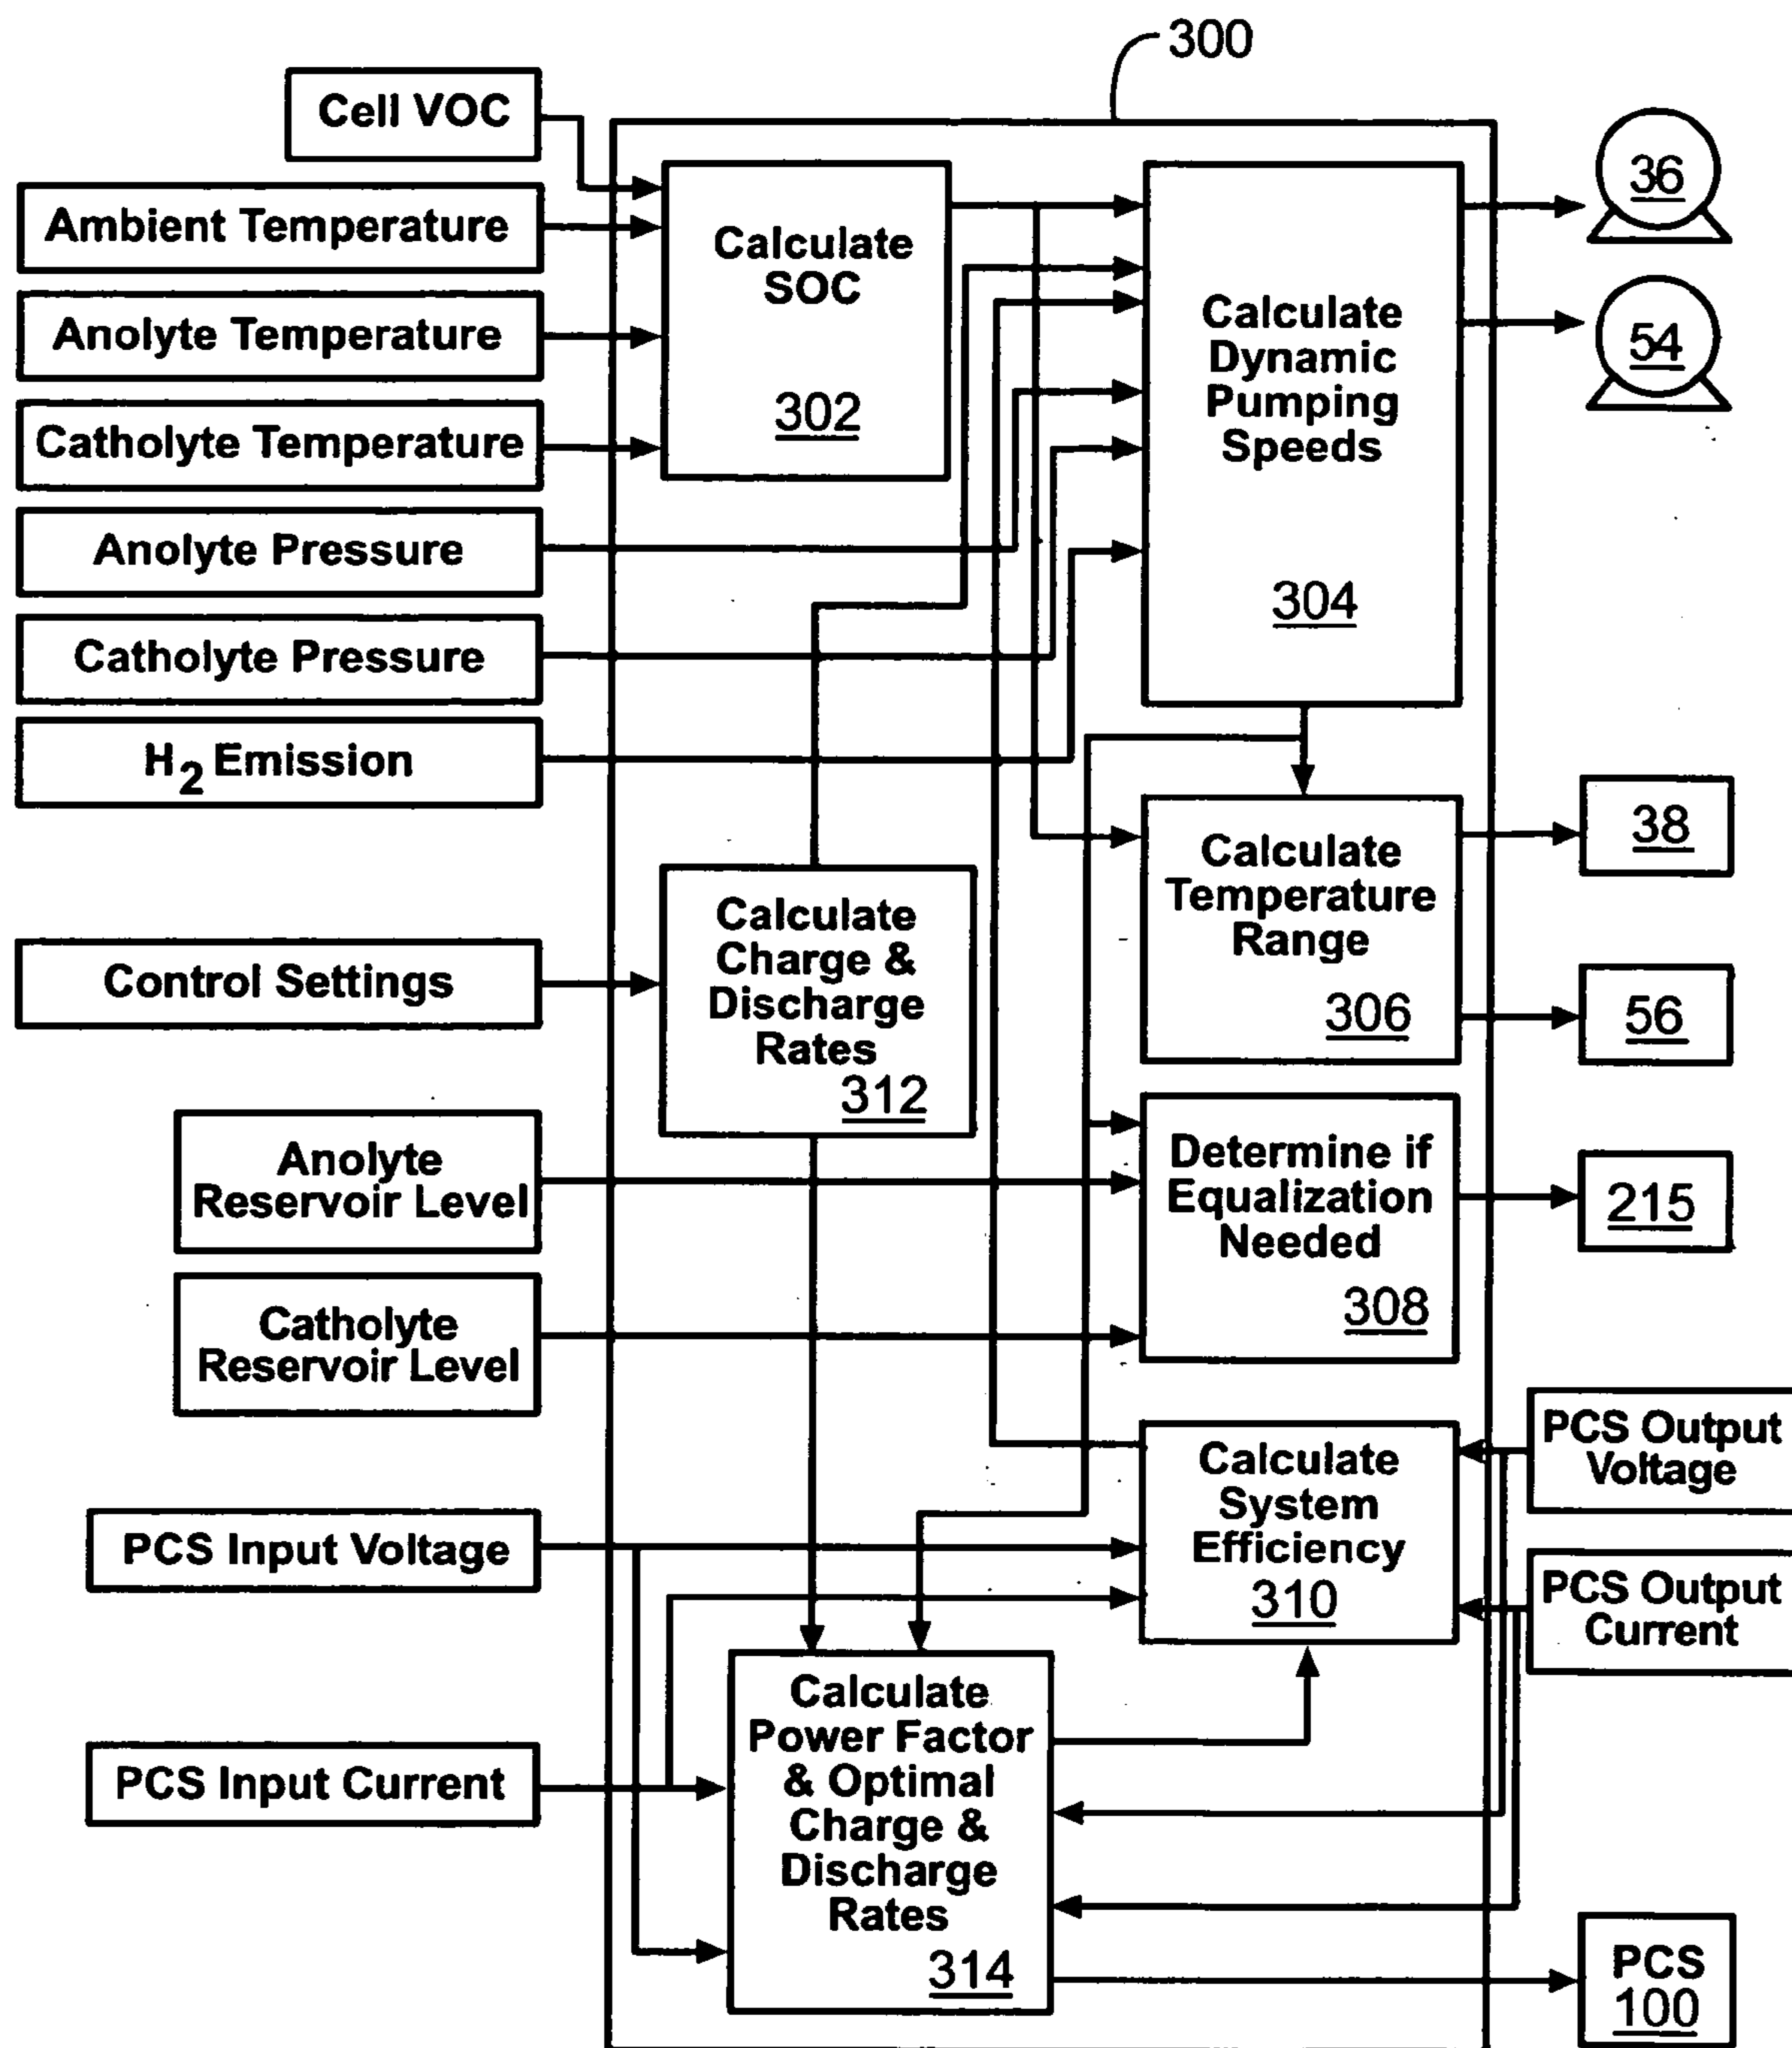 300
Cell VOC
Ambient Temperature
Anolyte Temperature
Catholyte Temperature
Anolyte Pressure
Catholyte Pressure
H2 Emission
Control Settings
Anolyte
Reservoir Level
Catholyte
Reservoir Level
PCS Input Voltage
PCS Input Current
Calculate
SOC
302
Calculate
Charge &
Discharge
Rates
312
Calculate
Power Factor
& Optimal
Charge &
Discharge
Rates
314
Calculate
Dynamic
Pumping
Speeds
304
Calculate
Temperature
Range
306
Determine if
Equalization
Needed
308
Calculate
System
Efficiency
310
36
54
38
56
215
PCS Output
Voltage
PCS Output
Current
PCS
100